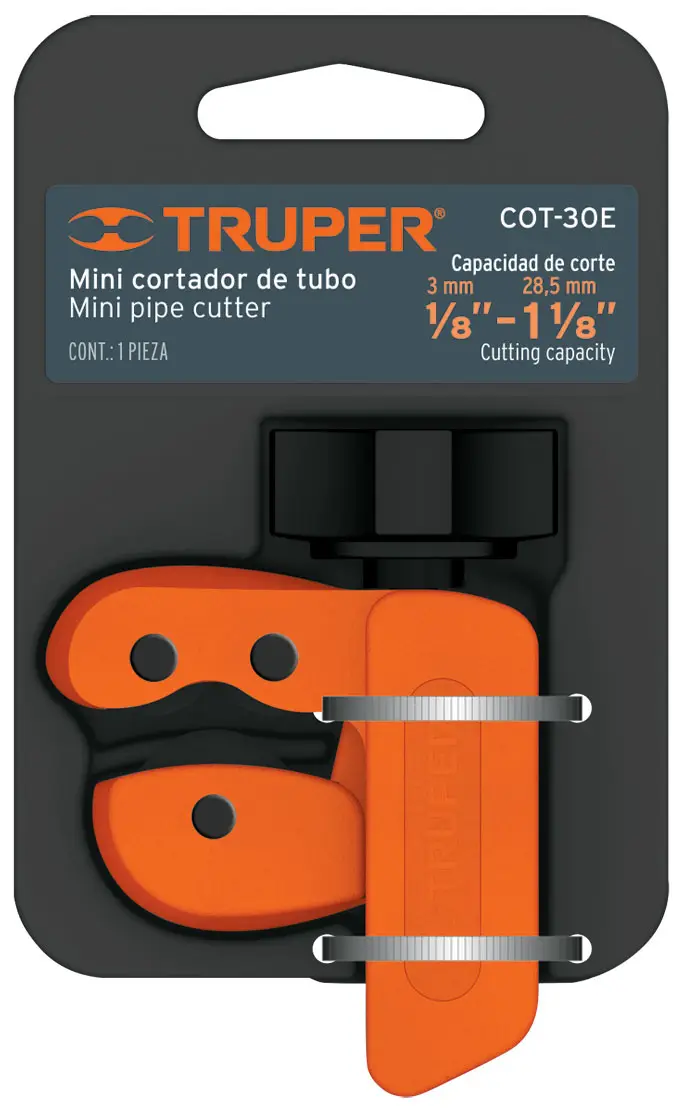 TRUPER®
COT-30E
Mini cortador de tubo
Mini pipe cutter
CONT.: 1 PIEZA
Capacidad de corte
3 mm 28,5 mm
1/8" - 1 1/8"
Cutting capacity
TRUPER